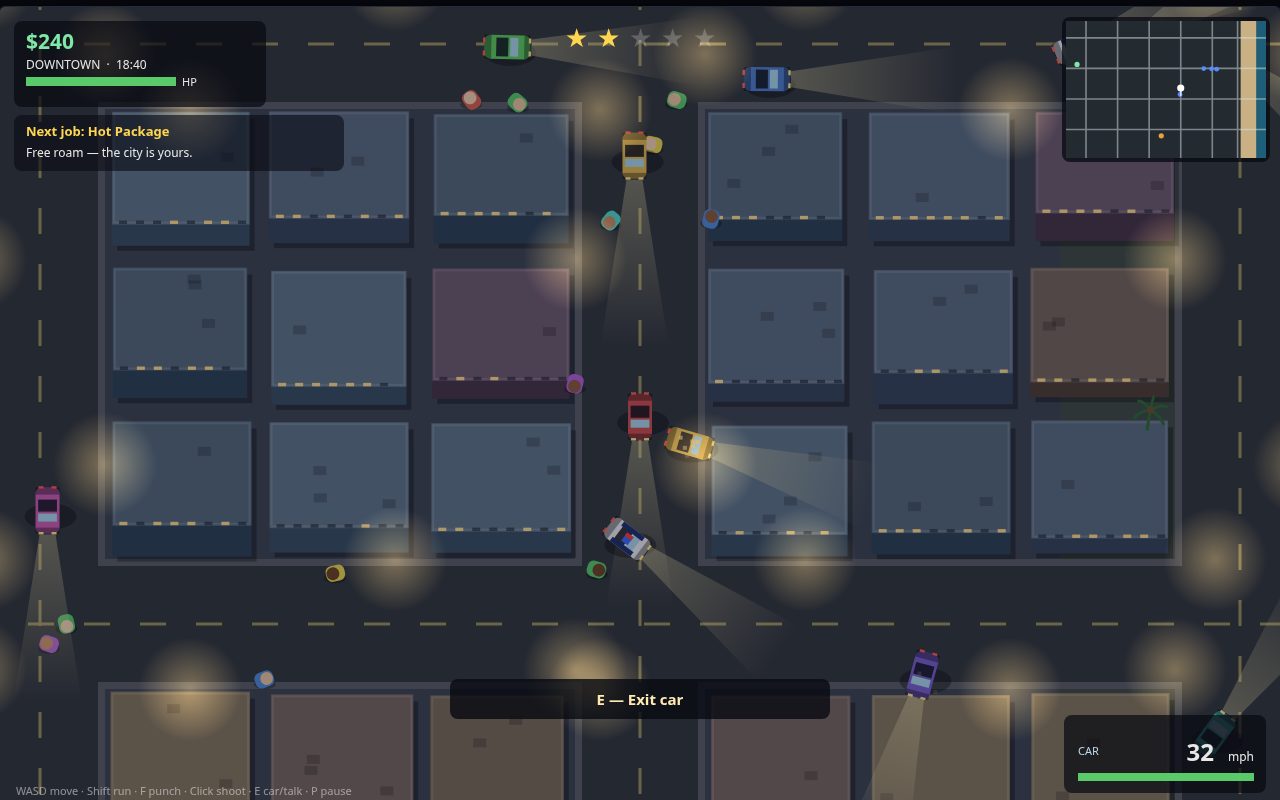 $240
DOWNTOWN · 18:40
HP
Next job: Hot Package
Free roam — the city is yours.
E — Exit car
CAR
32 mph
WASD move · Shift run · F punch · Click shoot · E car/talk · P pause